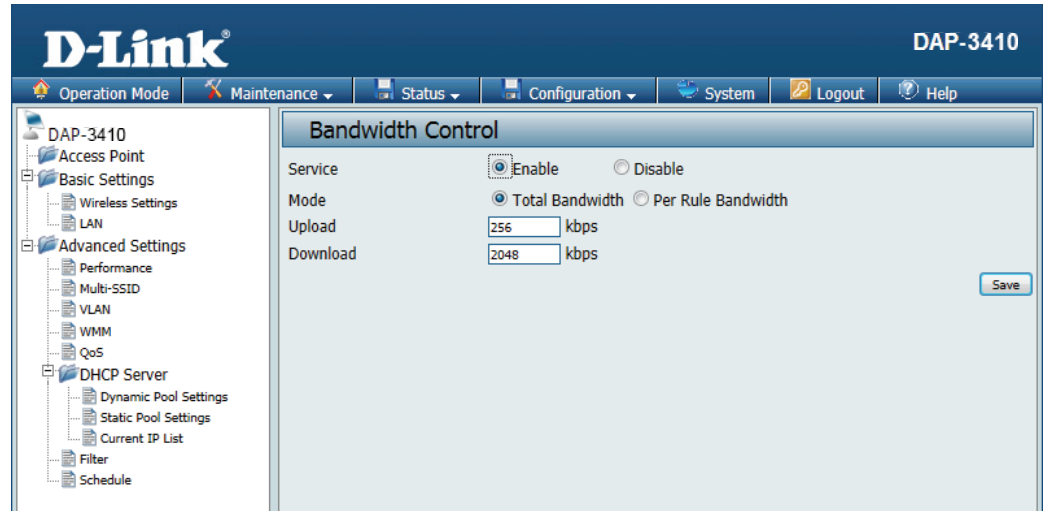 D-Link®
DAP-3410
Operation Mode
Maintenance
Status
Configuration
System
Logout
Help
DAP-3410
Access Point
Basic Settings
Wireless Settings
LAN
Advanced Settings
Performance
Multi-SSID
VLAN
WMM
QoS
DHCP Server
Dynamic Pool Settings
Static Pool Settings
Current IP List
Filter
Schedule
Bandwidth Control
Service Enable Disable
Mode Total Bandwidth Per Rule Bandwidth
Upload 256 kbps
Download 2048 kbps
Save